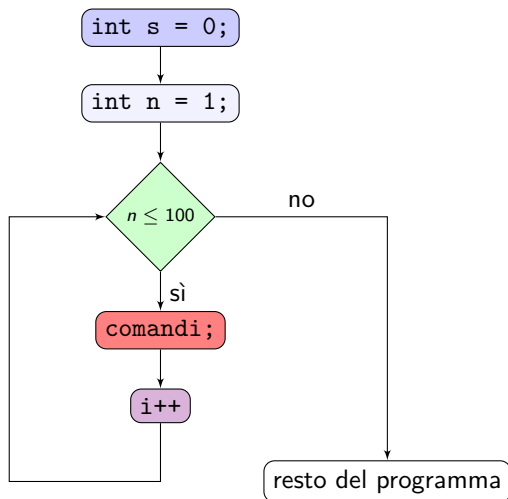 int s = 0;
int n = 1;
n ≤ 100
no
sì
comandi;
i++
resto del programma